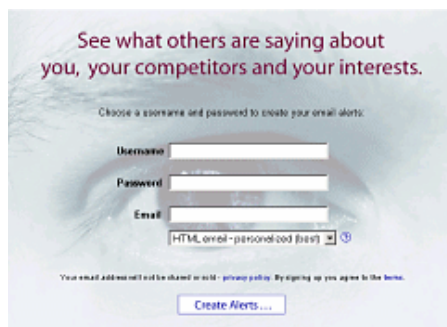 See what others are saying about
you, your competitors and your interests.
Choose a username and password to create your email alerts:
Username
Password
Email
HTML email - personalized (best)
Your email address will not be shared or sold - privacy policy. By signing up you agree to the terms.
Create Alerts ...